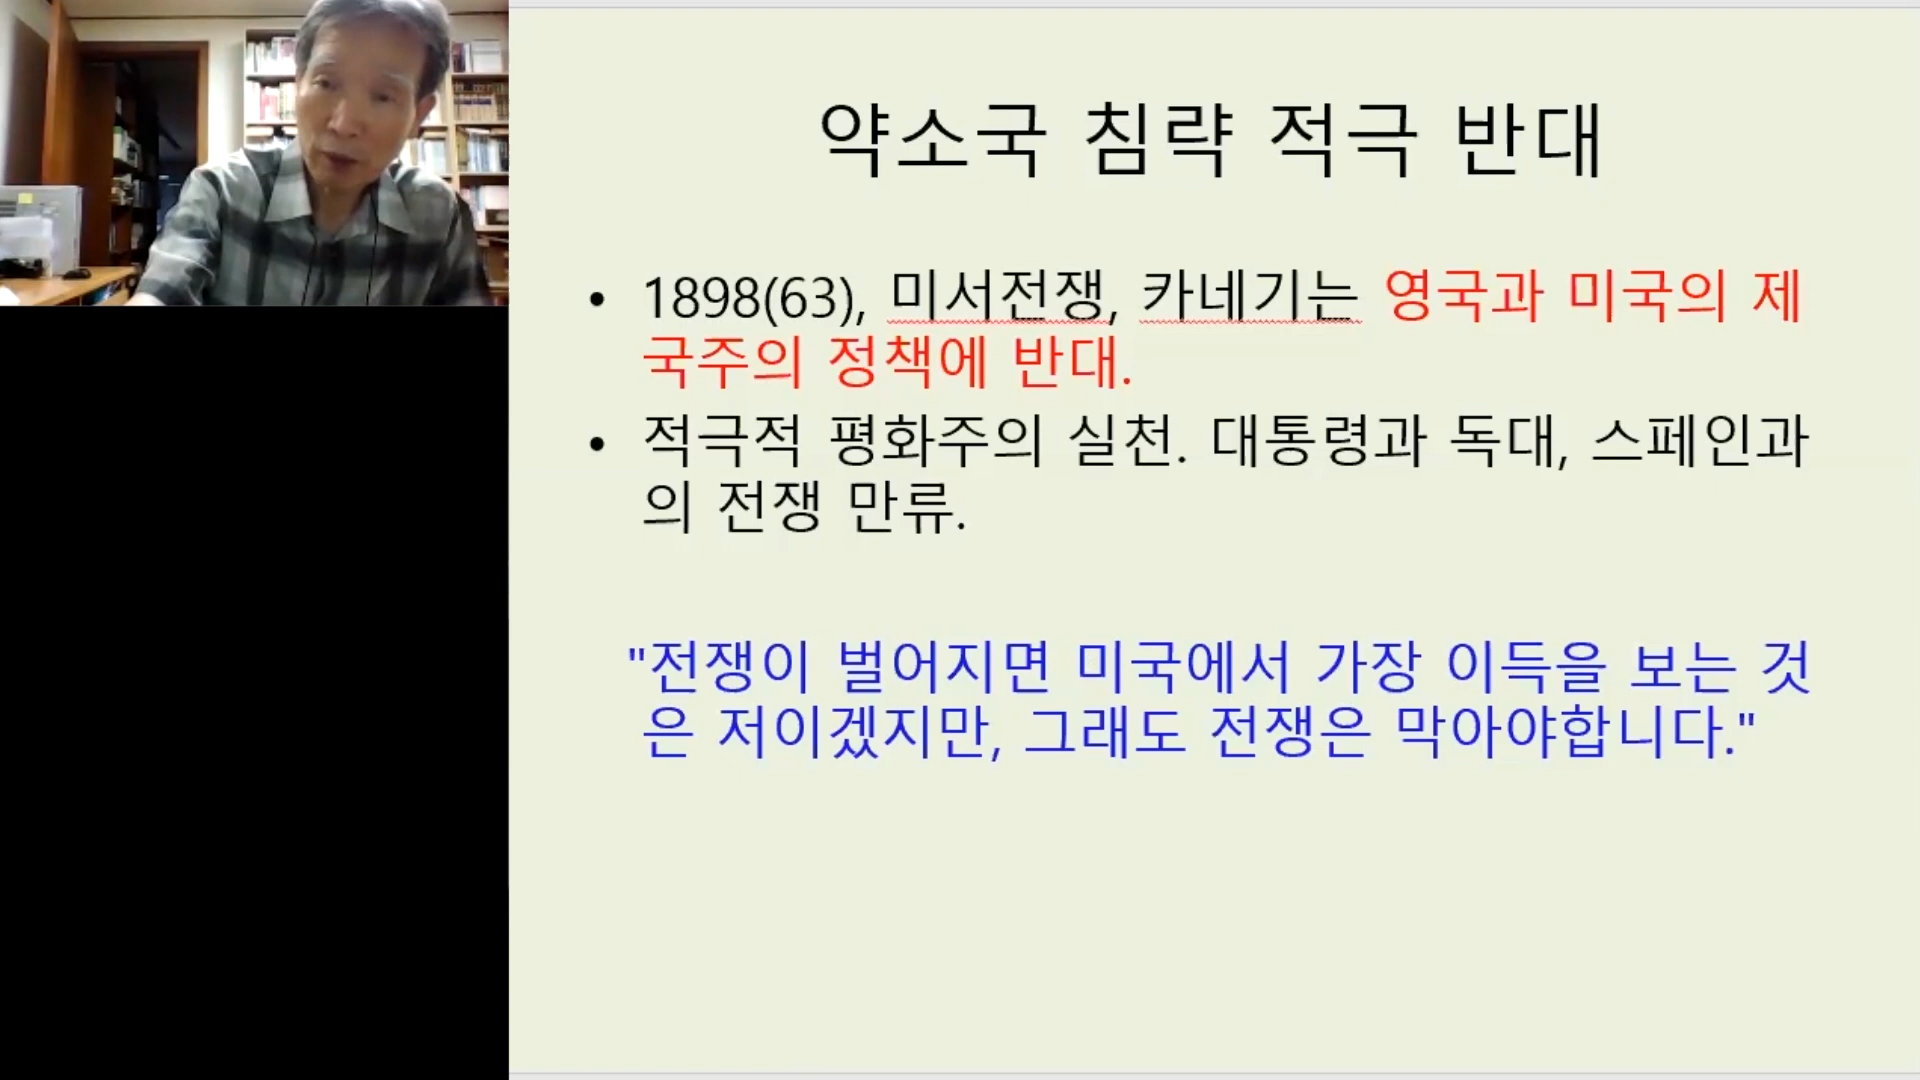 약소국 침략 적극 반대
• 1898(63), 미서전쟁, 카네기는 영국과 미국의 제
국주의 정책에 반대.
• 적극적 평화주의 실천. 대통령과 독대, 스페인과
의 전쟁 만류.
"전쟁이 벌어지면 미국에서 가장 이득을 보는 것
은 저이겠지만, 그래도 전쟁은 막아야합니다."